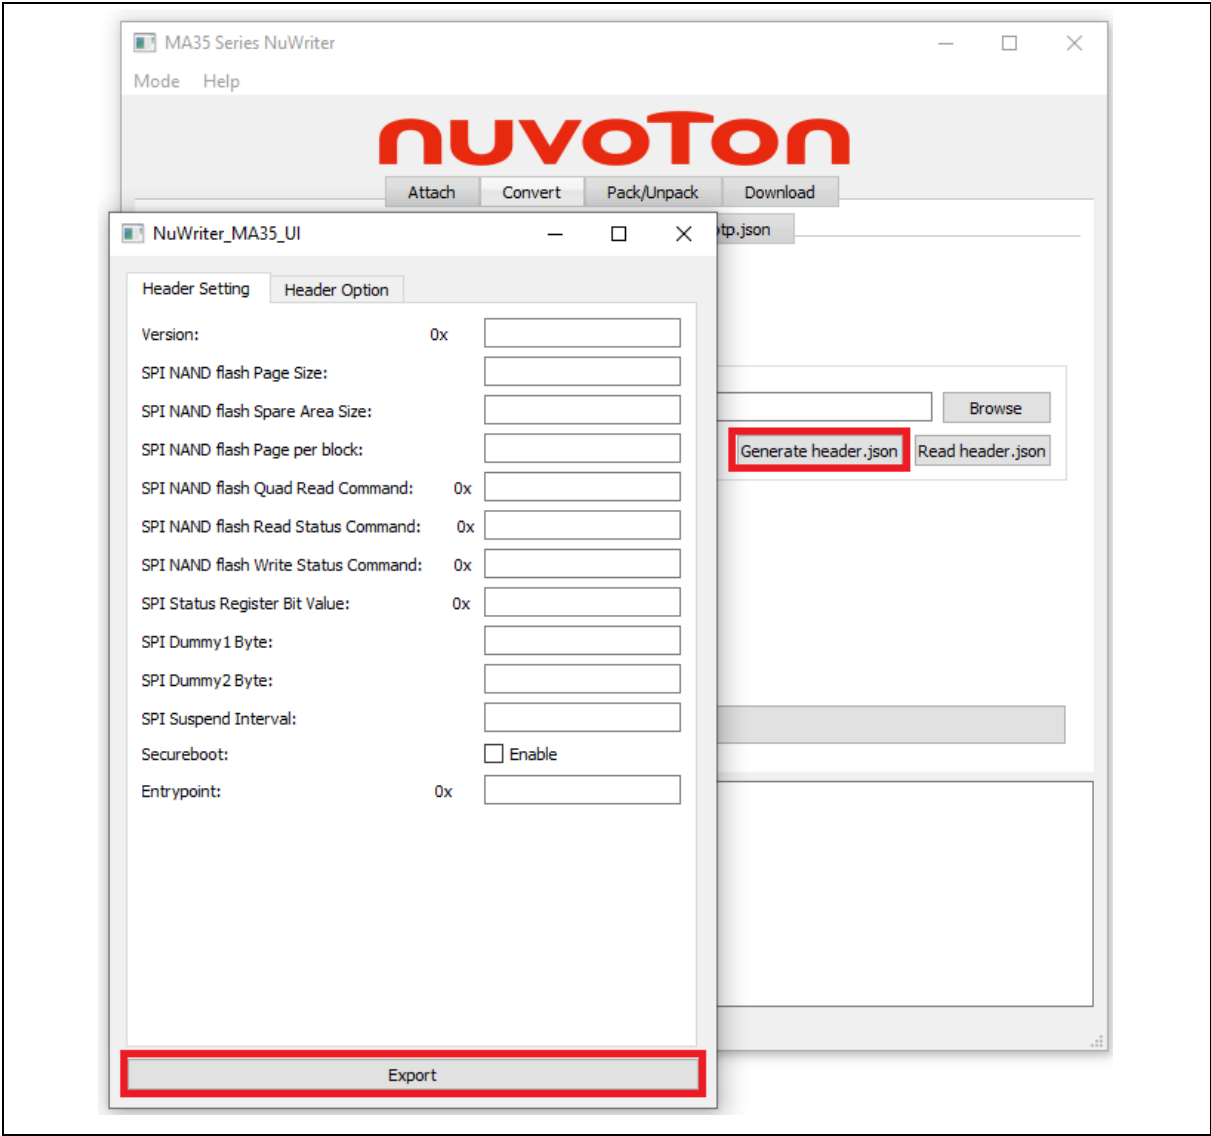 MA35 Series NuWriter
Mode Help
nuvoton
Attach Convert Pack/Unpack Download
NuWriter_MA35_UI
Header Setting Header Option
Version: 0x
SPI NAND flash Page Size:
SPI NAND flash Spare Area Size:
Browse
SPI NAND flash Page per block:
Generate header.json Read header.json
SPI NAND flash Quad Read Command: 0x
SPI NAND flash Read Status Command: 0x
SPI NAND flash Write Status Command: 0x
SPI Status Register Bit Value: 0x
SPI Dummy1 Byte:
SPI Dummy2 Byte:
SPI Suspend Interval:
Secureboot: Enable
Entrypoint: 0x
Export